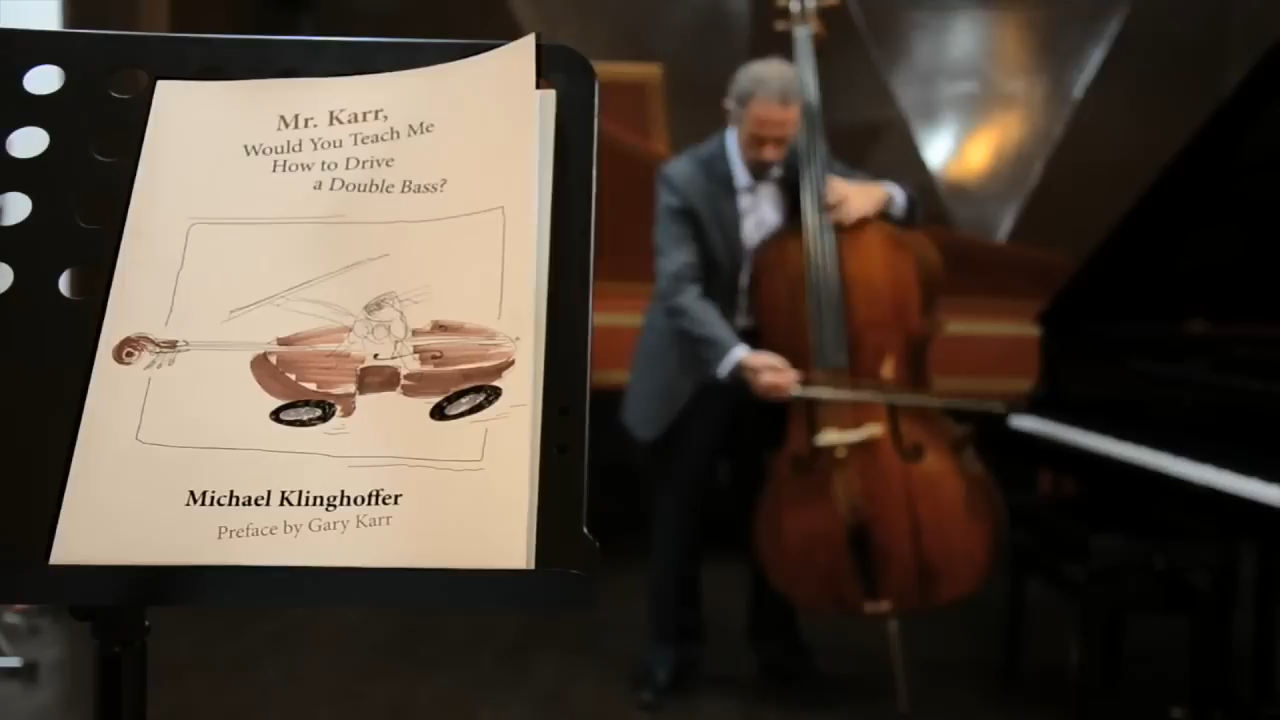 Mr. Karr,
Would You Teach Me
How to Drive
a Double Bass?
Michael Klinghoffer
Preface by Gary Karr